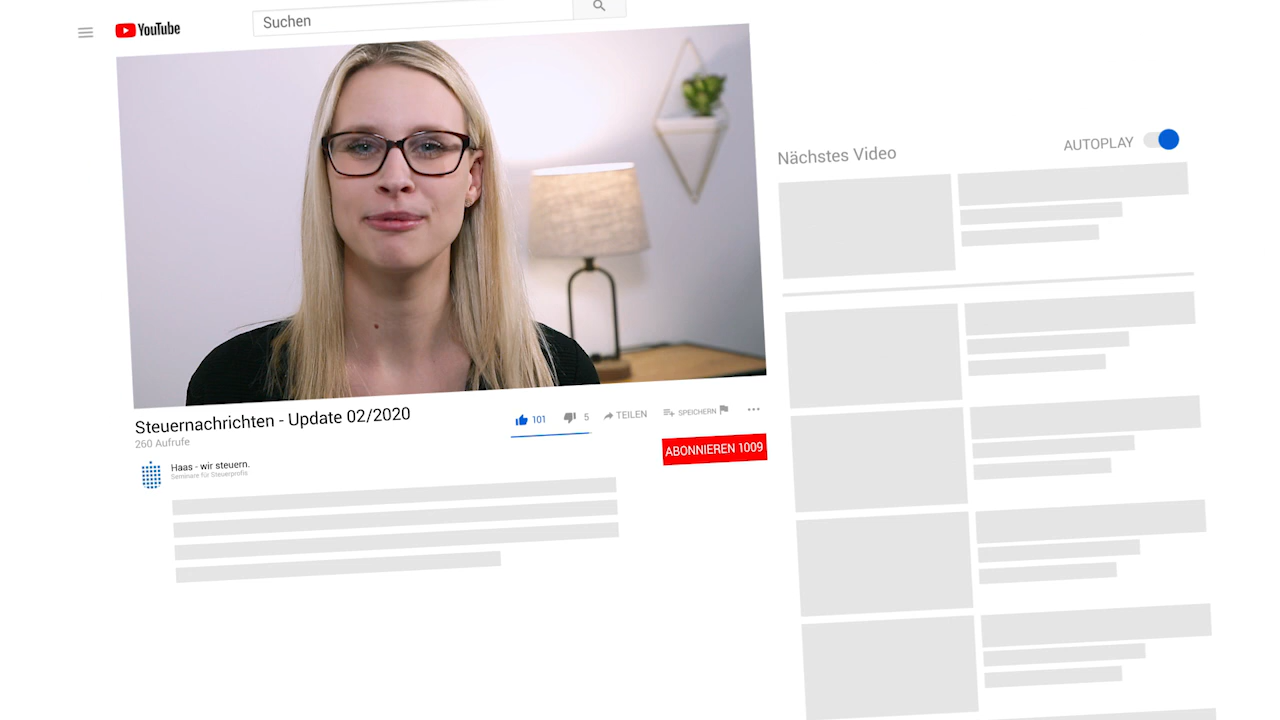 YouTube
Suchen
Nächstes Video
AUTOPLAY
Steuernachrichten - Update 02/2020
260 Aufrufe
101
5
TEILEN
SPEICHERN
Haas - wir steuern.
Seminare für Steuerprofis
ABONNIEREN 1009